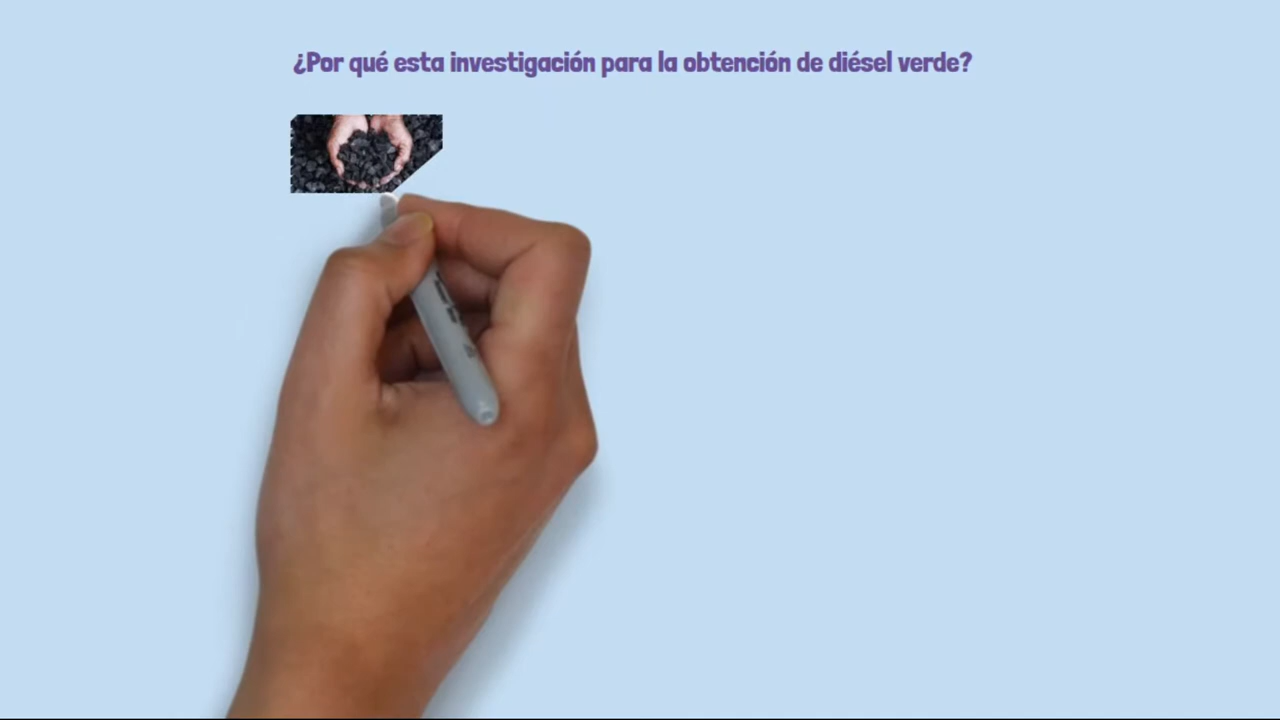 ¿Por qué esta investigación para la obtención de diésel verde?